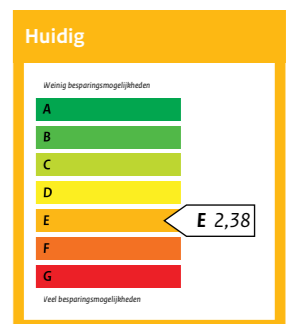 Huidig
Weinig besparingsmogelijkheden
A
B
C
D
E
E 2,38
F
G
Veel besparingsmogelijkheden